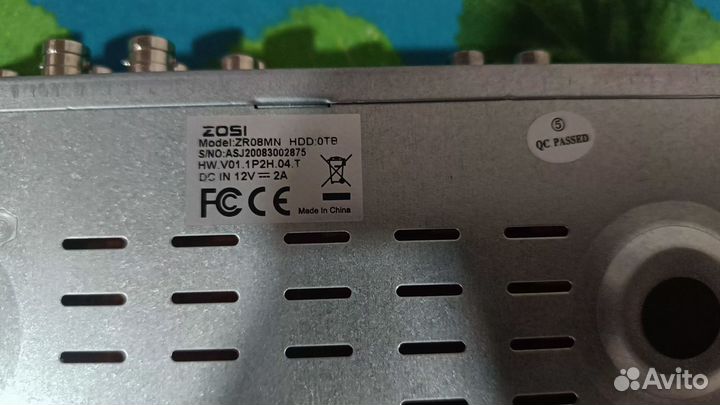 ZOSI
Model:ZR08MN HDD:0TB
S/NO:ASJ20083002875
HW.V01.1P2H.04.T
DC IN 12V ⎓ 2A
FC CE Made In China
5
QC PASSED
Avito